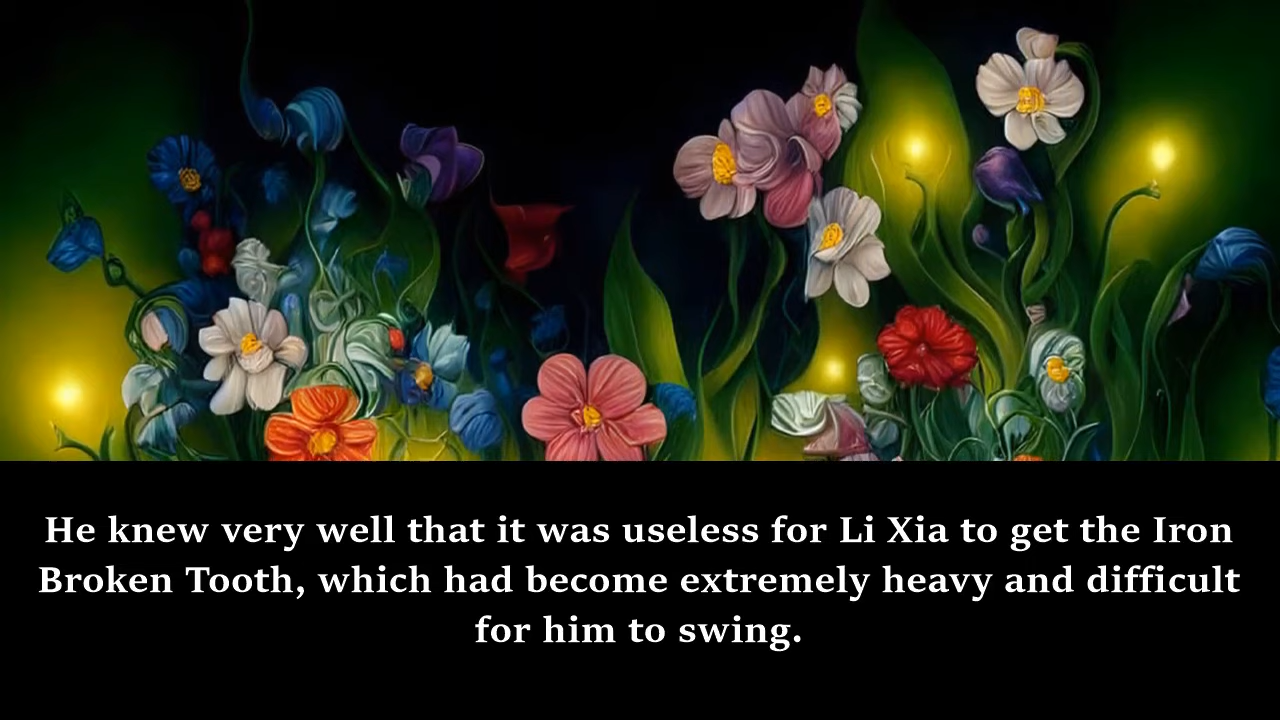 He knew very well that it was useless for Li Xia to get the Iron
Broken Tooth, which had become extremely heavy and difficult
for him to swing.